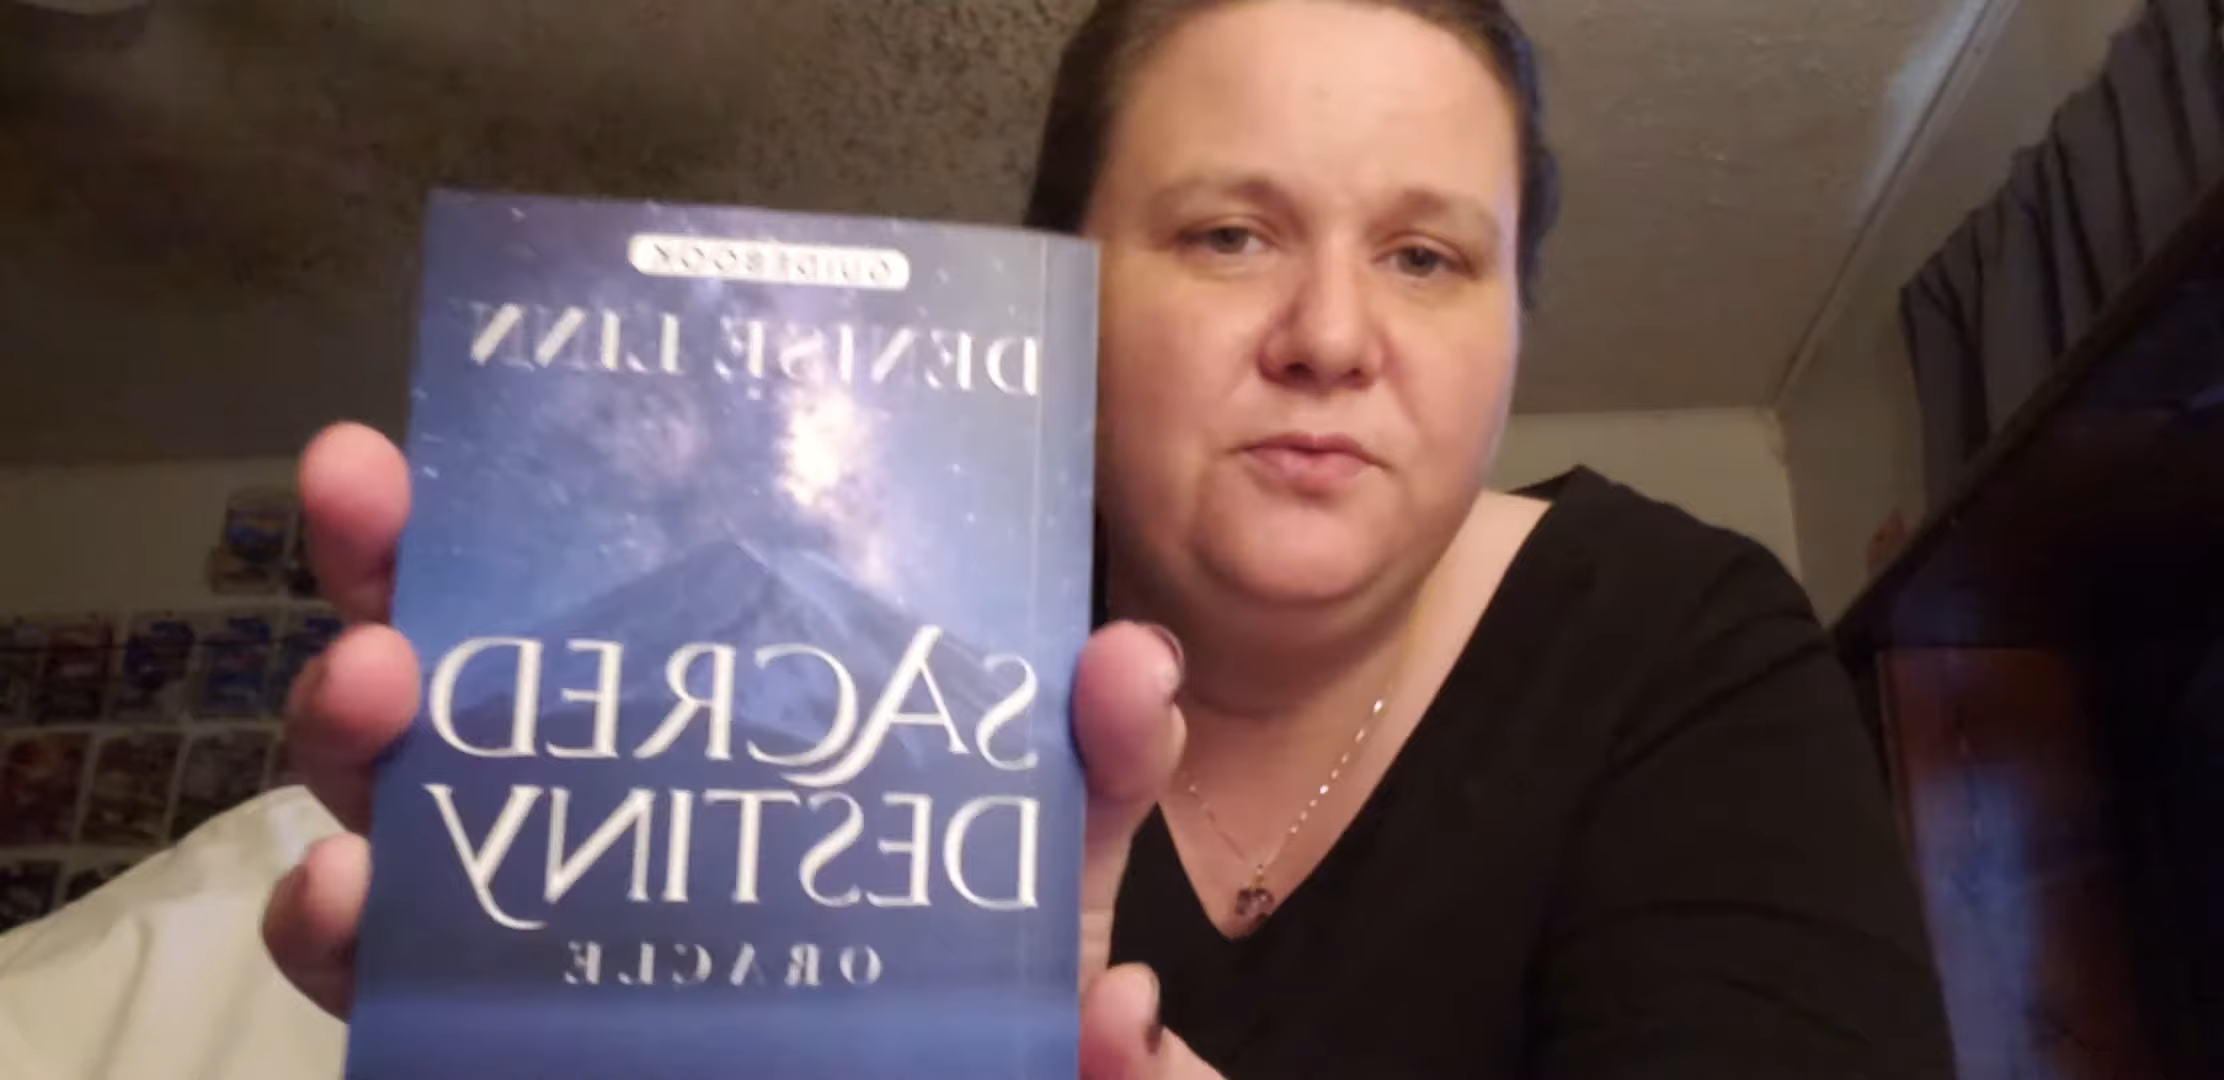 GUIDEBOOK
DENISE LINN
SACRED
DESTINY
ORACLE